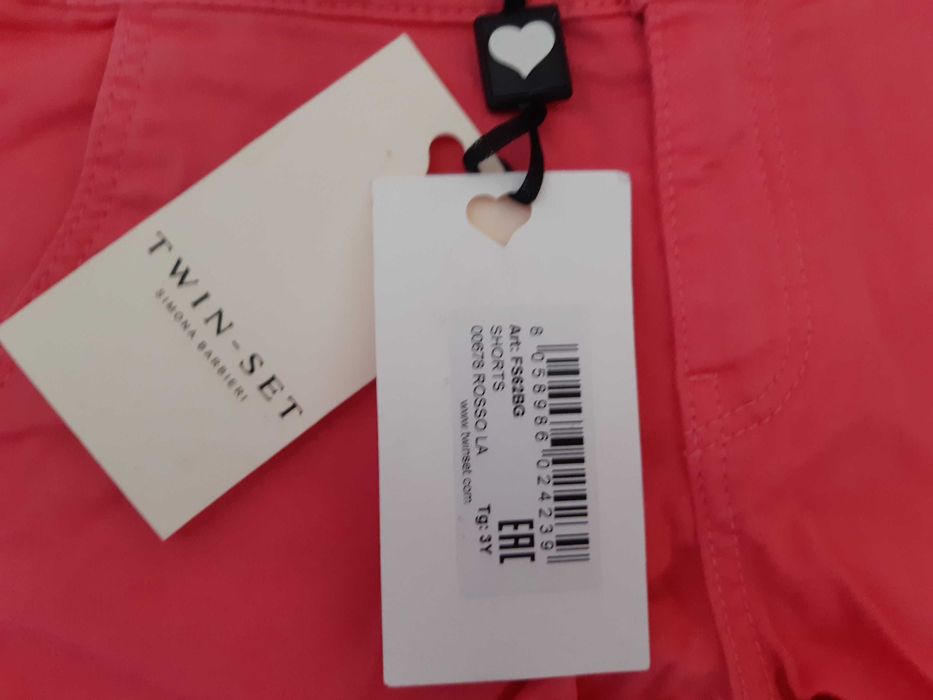 TWIN-SET
SIMONA BARBIERI
8 058986 024239
Art: FS62BG
SHORTS
00678 ROSSO LA
www.twinset.com
Tg: 3Y
EAC